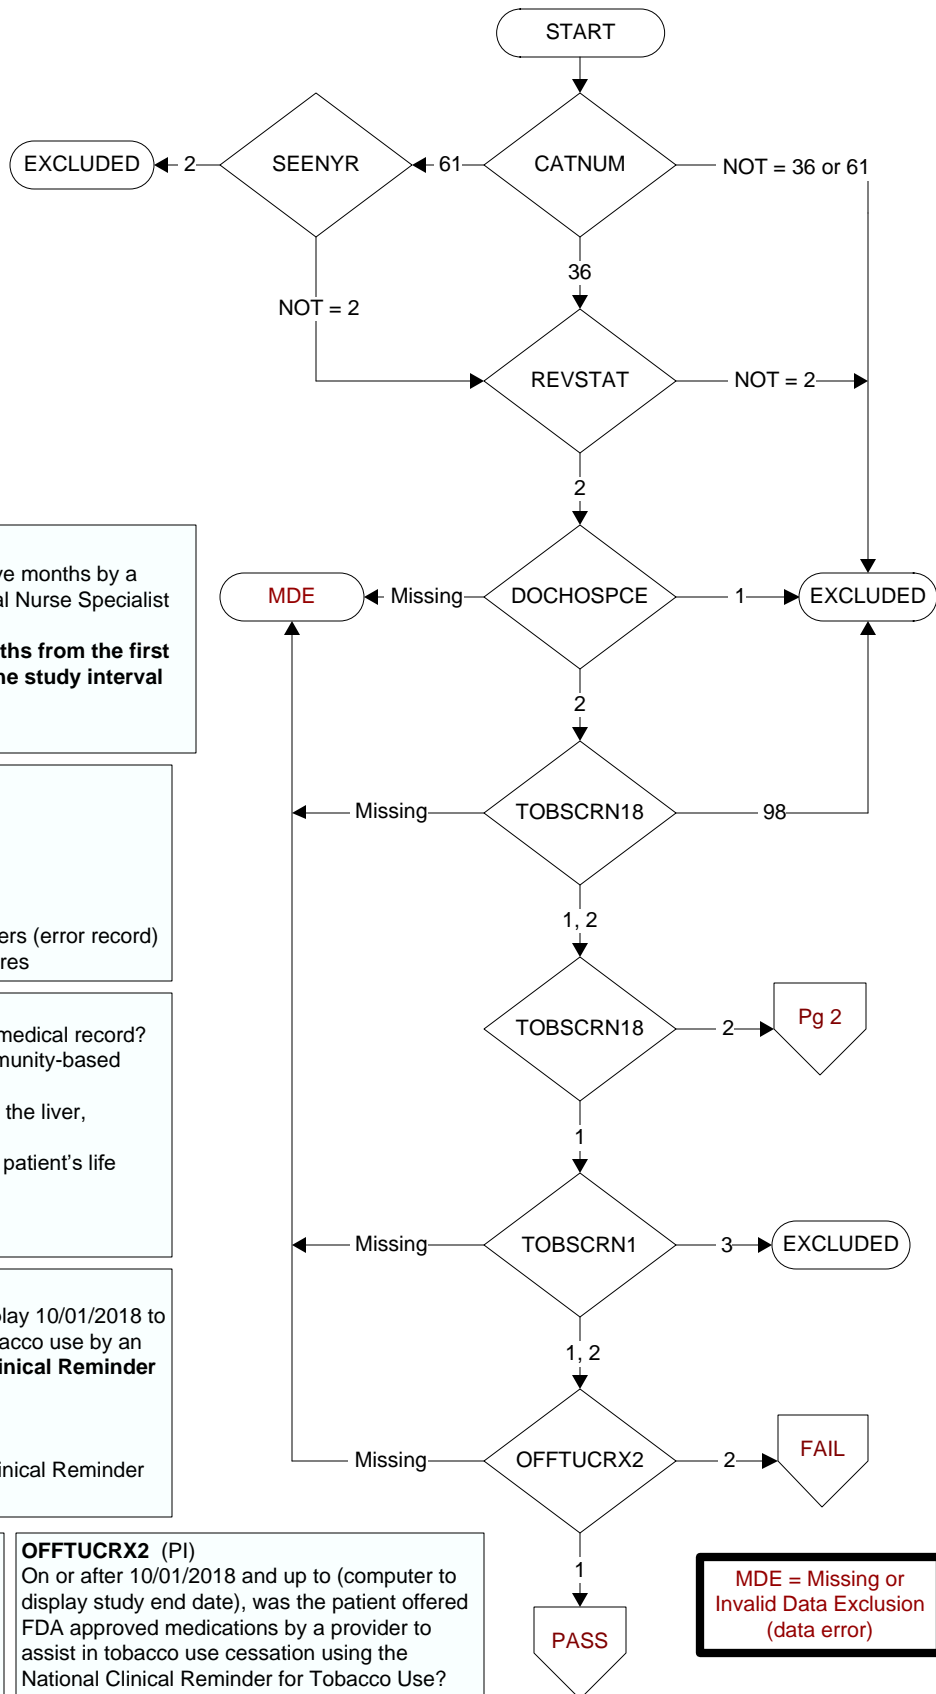 START
EXCLUDED
2
SEENYR
61
CATNUM
NOT = 36 or 61
36
NOT = 2
REVSTAT
NOT = 2
2
MDE
Missing
DOCHOSPCE
1
EXCLUDED
2
Missing
TOBSCRN18
98
1, 2
TOBSCRN18
2
Pg 2
1
Missing
TOBSCRN1
3
EXCLUDED
1, 2
Missing
OFFTUCRX2
2
FAIL
1
PASS
ve months by a
al Nurse Specialist
ths from the first
he study interval
ers (error record)
res
medical record?
munity-based
the liver,
patient's life
play 10/01/2018 to
acco use by an
linical Reminder
inical Reminder
OFFTUCRX2 (PI)
On or after 10/01/2018 and up to (computer to
display study end date), was the patient offered
FDA approved medications by a provider to
assist in tobacco use cessation using the
National Clinical Reminder for Tobacco Use?
MDE = Missing or
Invalid Data Exclusion
(data error)